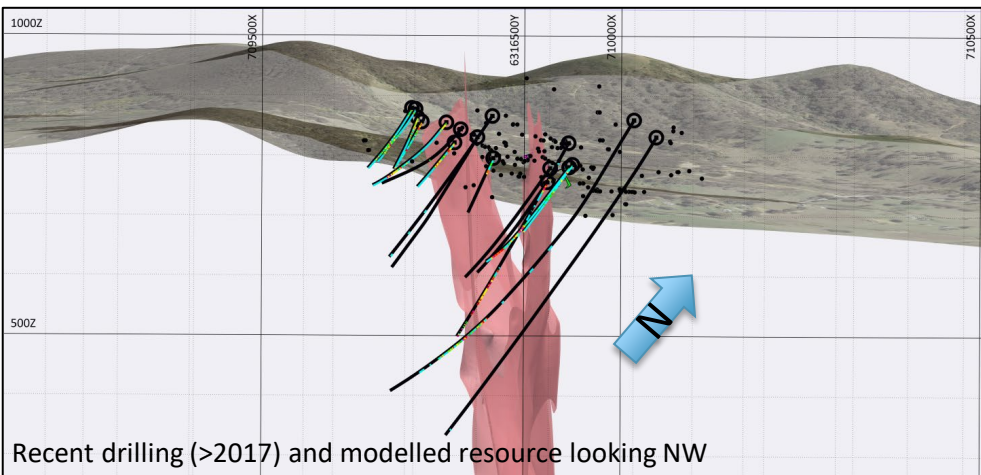 1000Z
709500X
6316500Y
710000X
710500X
500Z
N
Recent drilling (>2017) and modelled resource looking NW